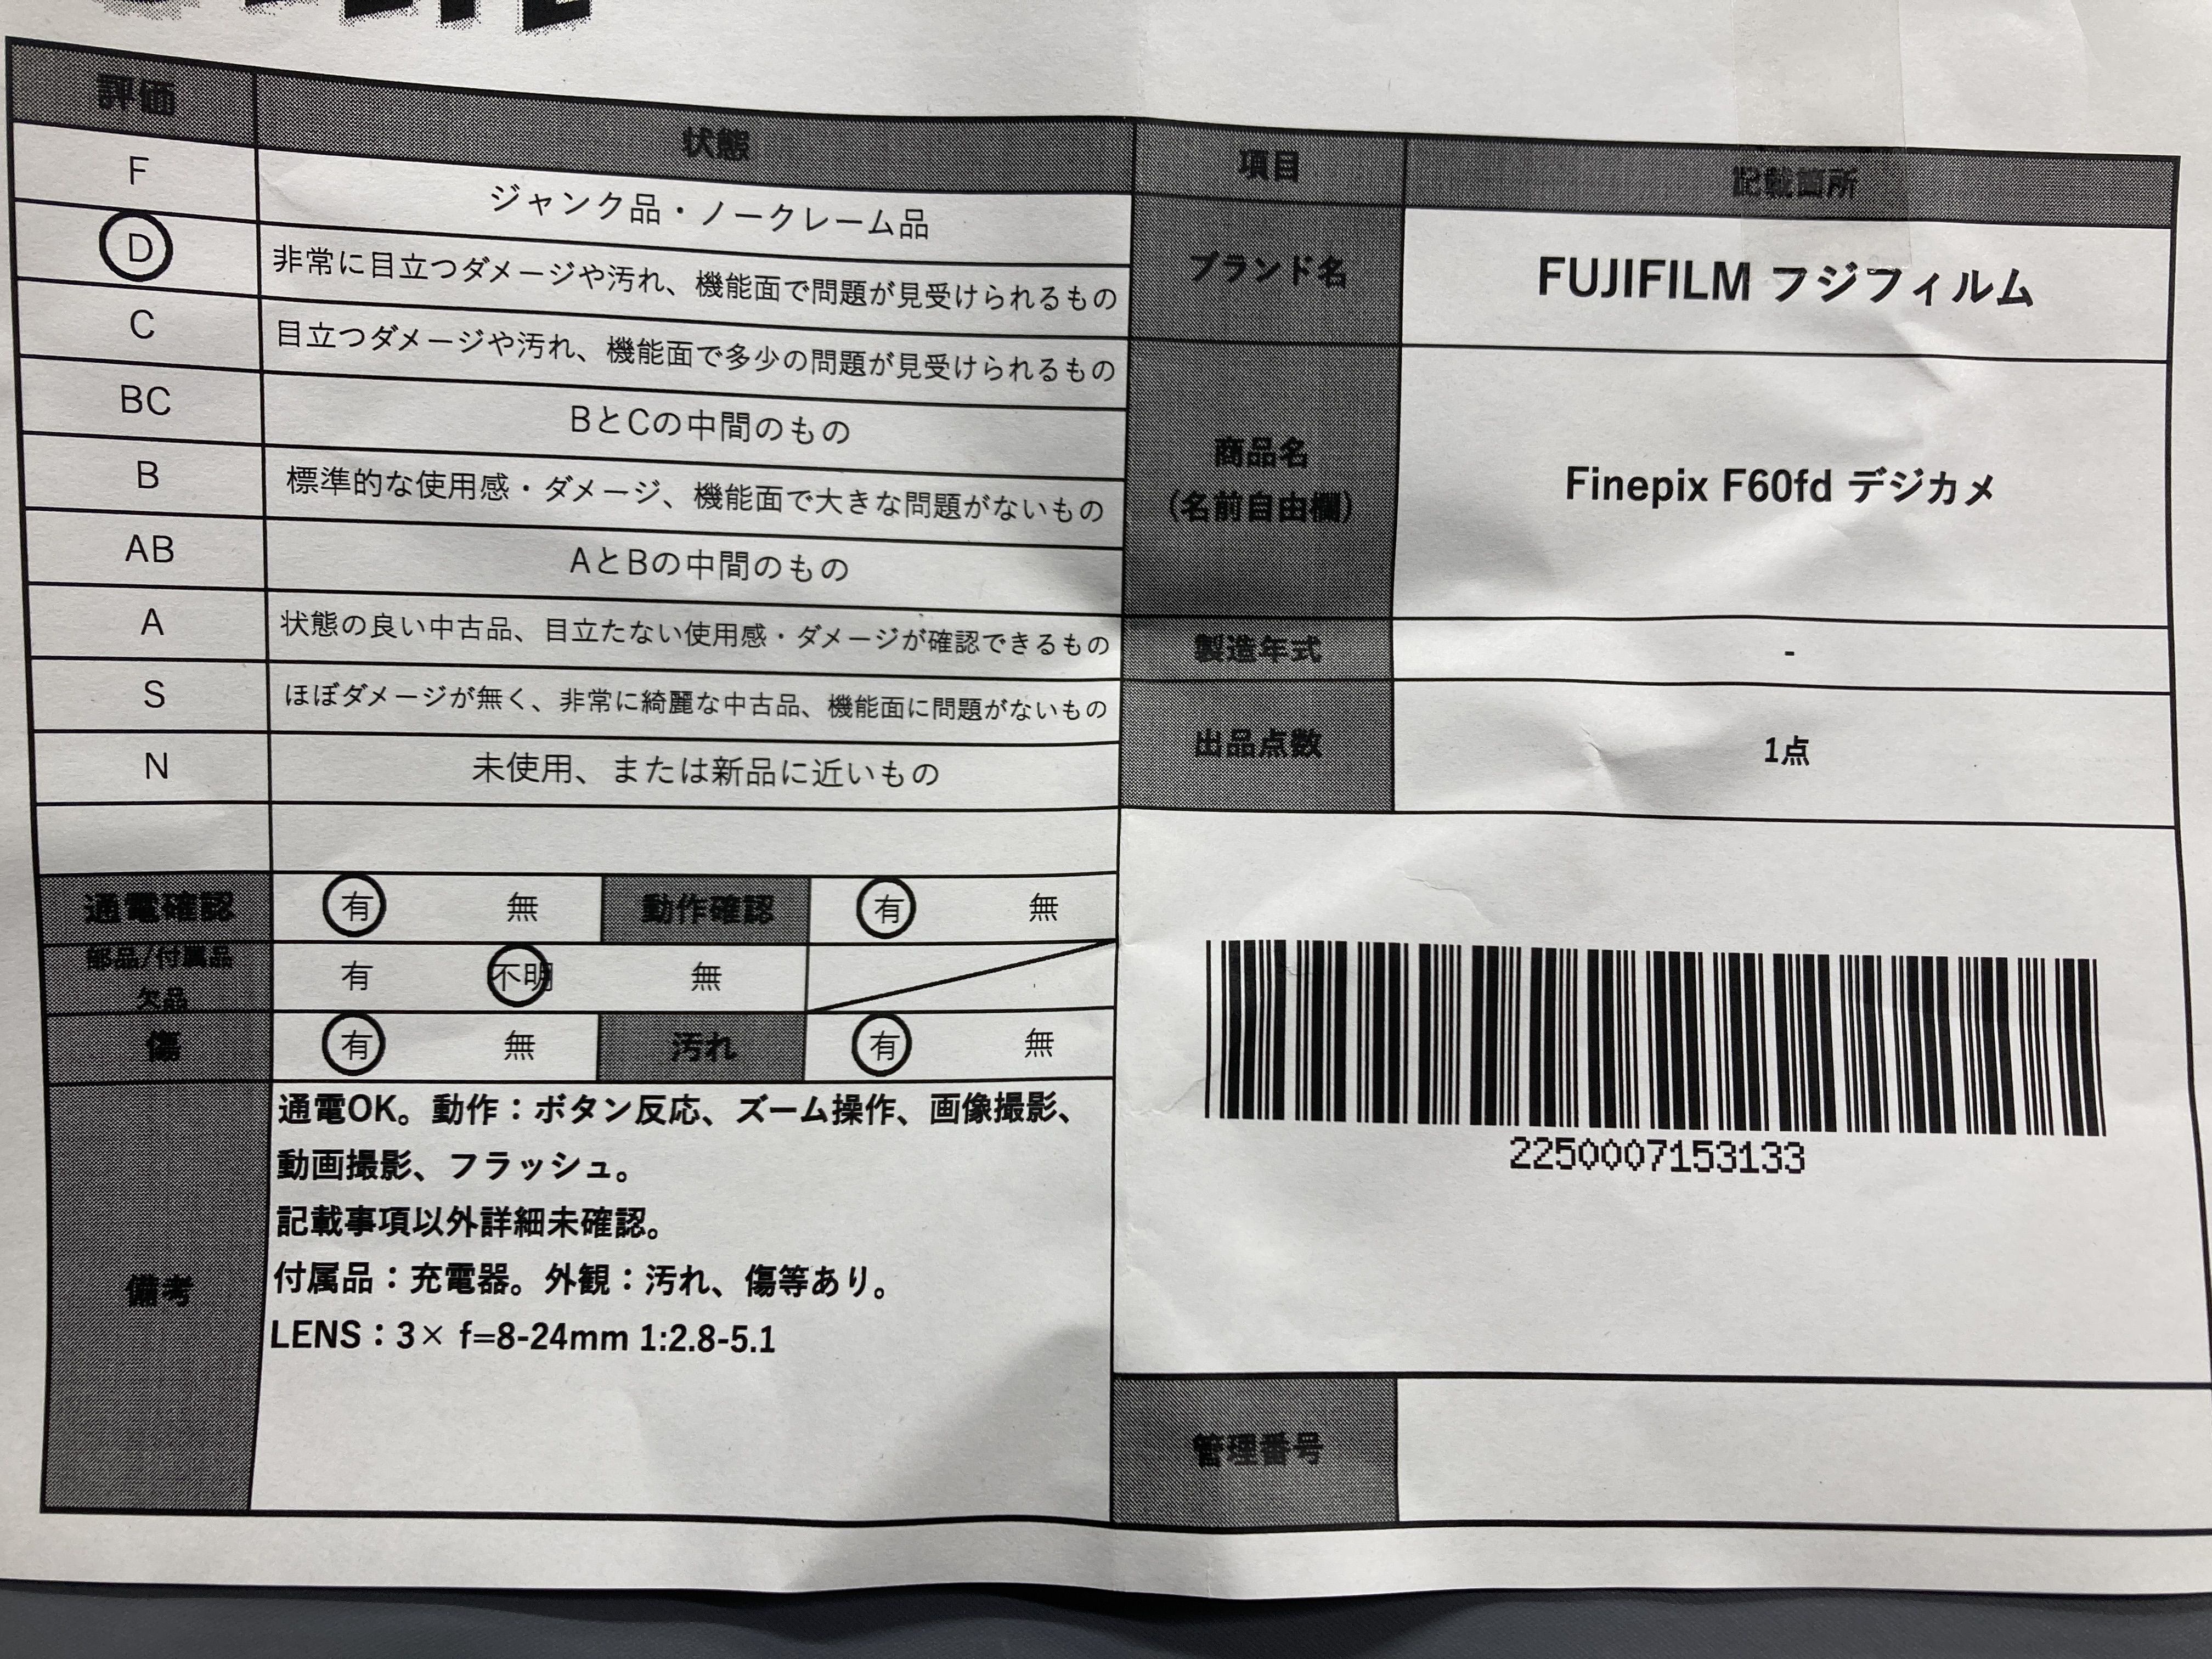 評価 状態
F ジャンク品・ノークレーム品
D 非常に目立つダメージや汚れ、機能面で問題が見受けられるもの
C 目立つダメージや汚れ、機能面で多少の問題が見受けられるもの
BC BとCの中間のもの
B 標準的な使用感・ダメージ、機能面で大きな問題がないもの
AB AとBの中間のもの
A 状態の良い中古品、目立たない使用感・ダメージが確認できるもの
S ほぼダメージが無く、非常に綺麗な中古品、機能面に問題がないもの
N 未使用、または新品に近いもの
通電確認 有 無 動作確認 有 無
部品/付属品
欠品 有 不明 無
傷 有 無 汚れ 有 無
備考
通電OK。動作：ボタン反応、ズーム操作、画像撮影、
動画撮影、フラッシュ。
記載事項以外詳細未確認。
付属品：充電器。外観：汚れ、傷等あり。
LENS：3× f=8-24mm 1:2.8-5.1
項目 記載箇所
ブランド名 FUJIFILM フジフィルム
商品名
（名前自由欄） Finepix F60fd デジカメ
製造年式 -
出品点数 1点
2250007153133
管理番号